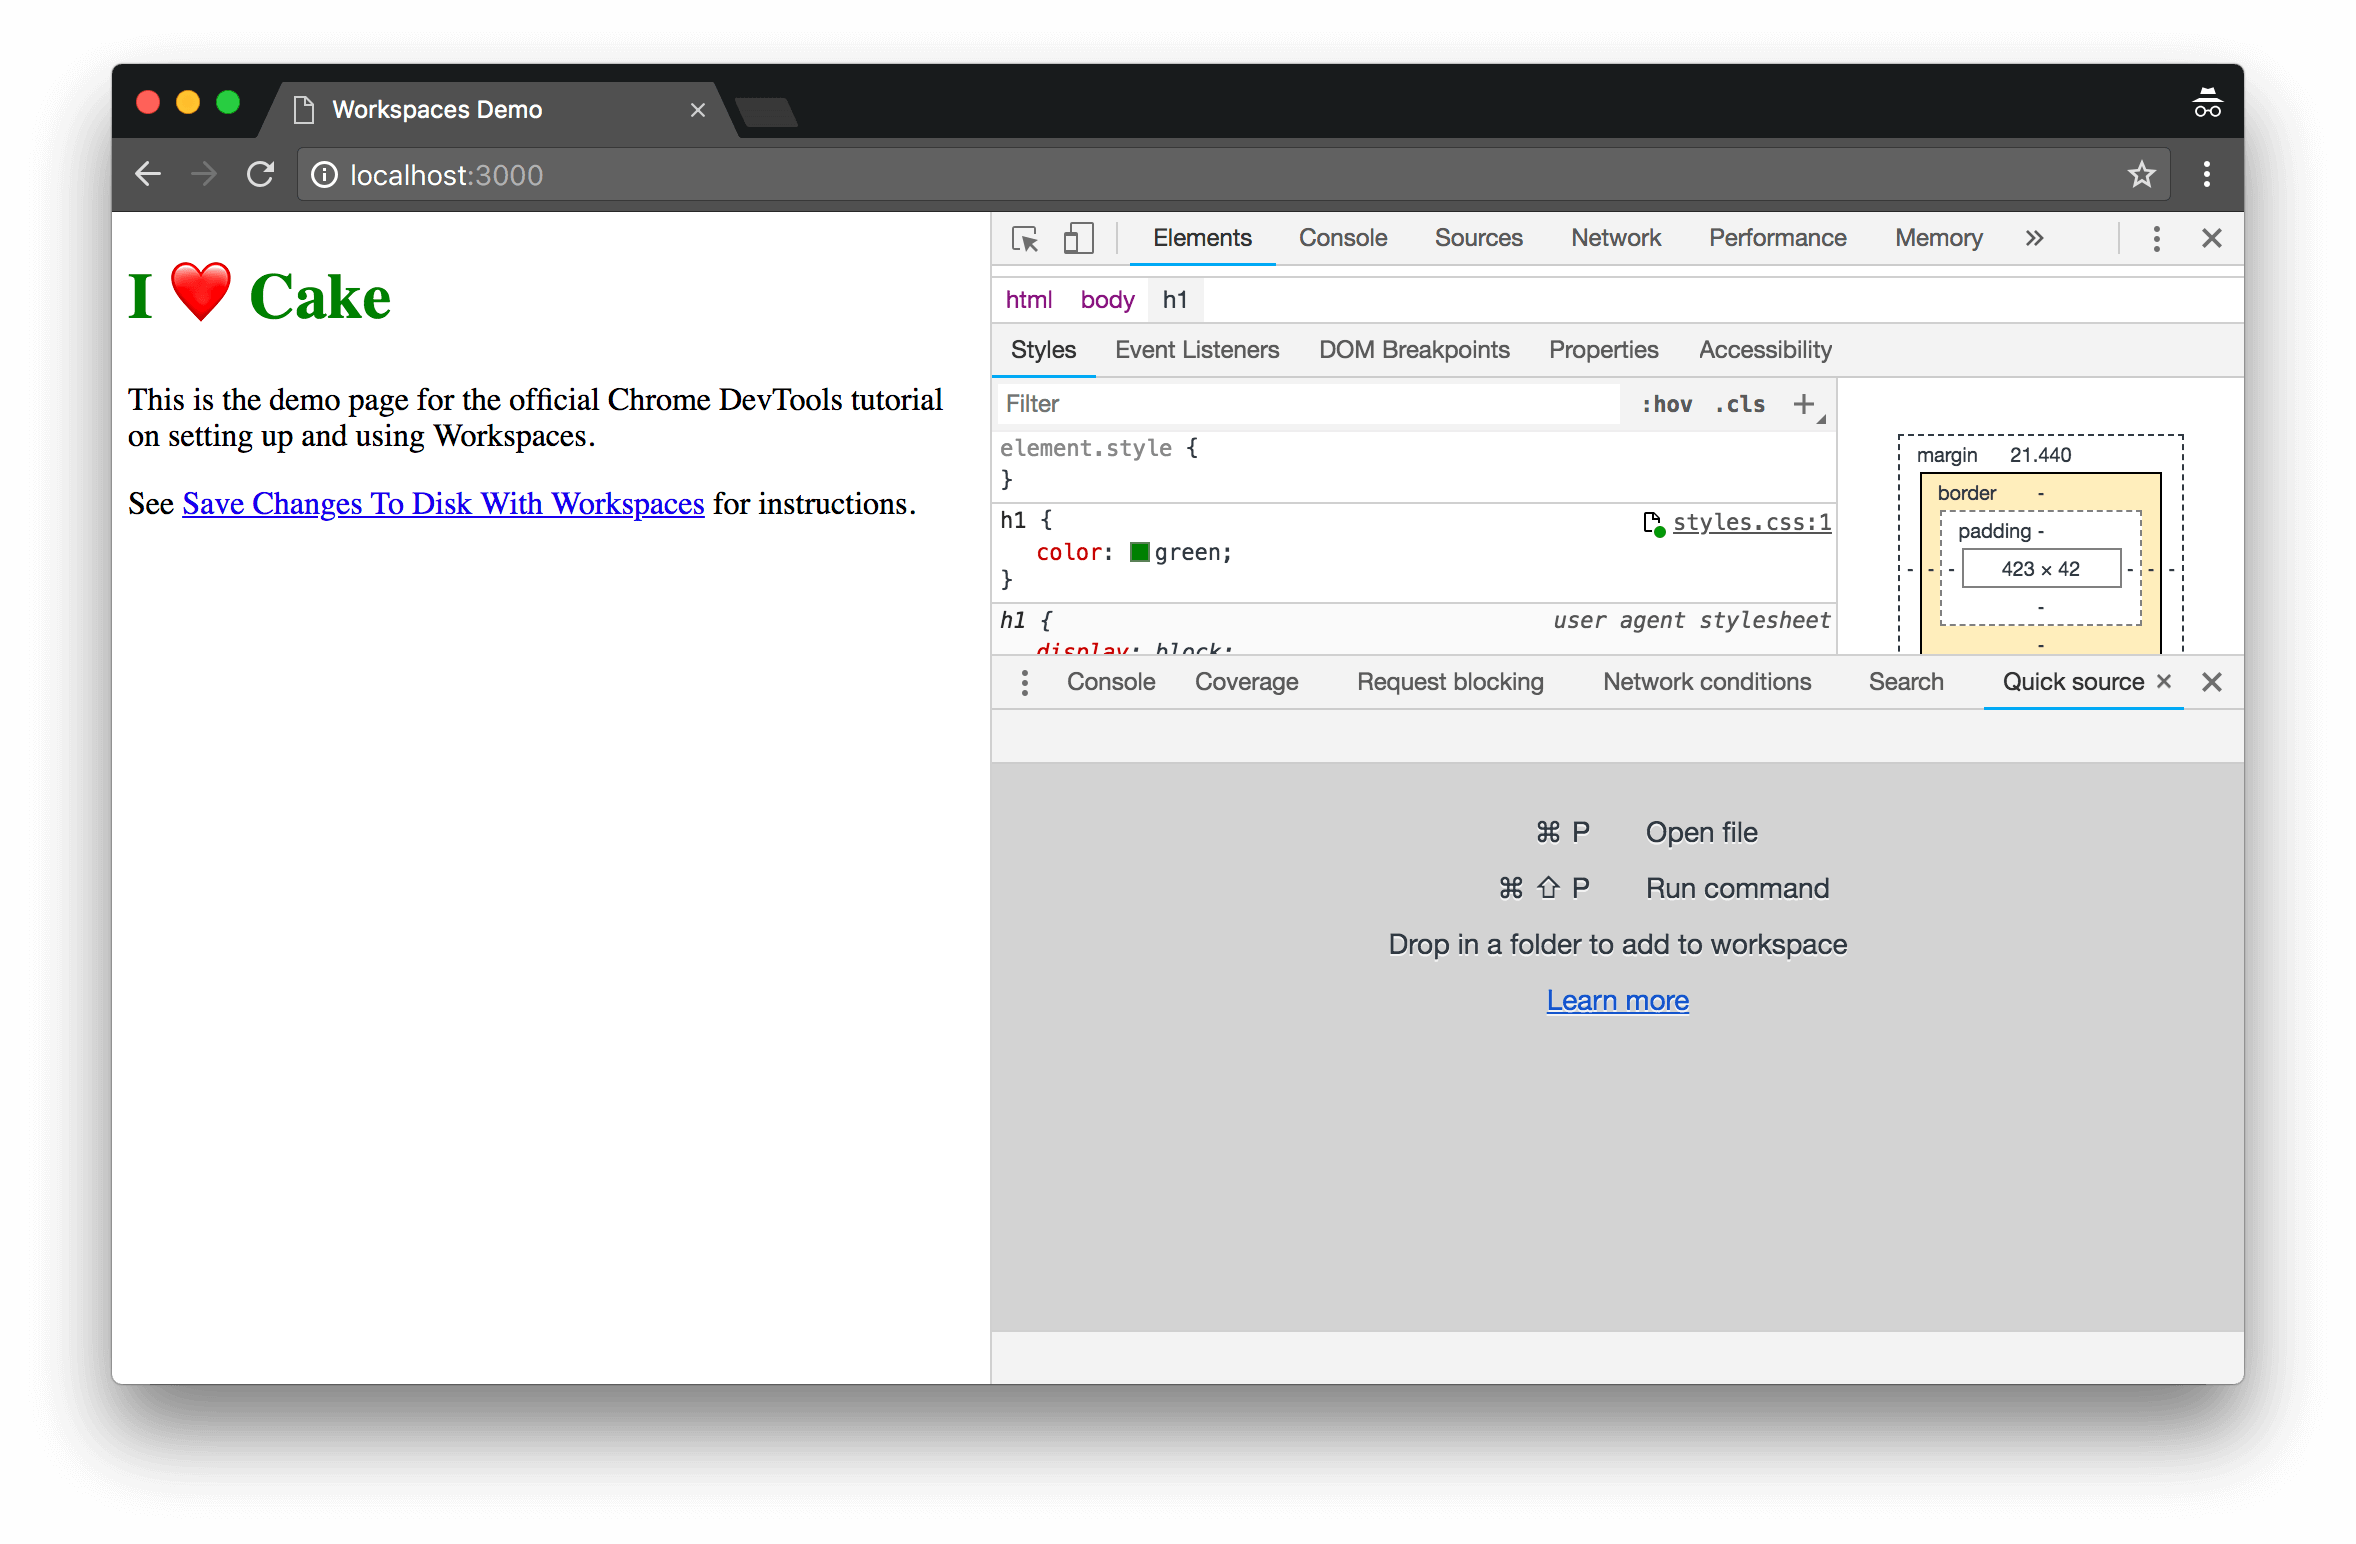 Workspaces Demo
localhost:3000
I ❤️ Cake
This is the demo page for the official Chrome DevTools tutorial
on setting up and using Workspaces.
See Save Changes To Disk With Workspaces for instructions.
Elements Console Sources Network Performance Memory »
html body h1
Styles Event Listeners DOM Breakpoints Properties Accessibility
Filter :hov .cls +
element.style {
}
h1 { styles.css:1
color: green;
}
h1 { user agent stylesheet
display: block;
margin 21.440
border -
padding -
- - - 423 × 42 - - -
-
-
Console Coverage Request blocking Network conditions Search Quick source
⌘ P Open file
⌘ ⇧ P Run command
Drop in a folder to add to workspace
Learn more